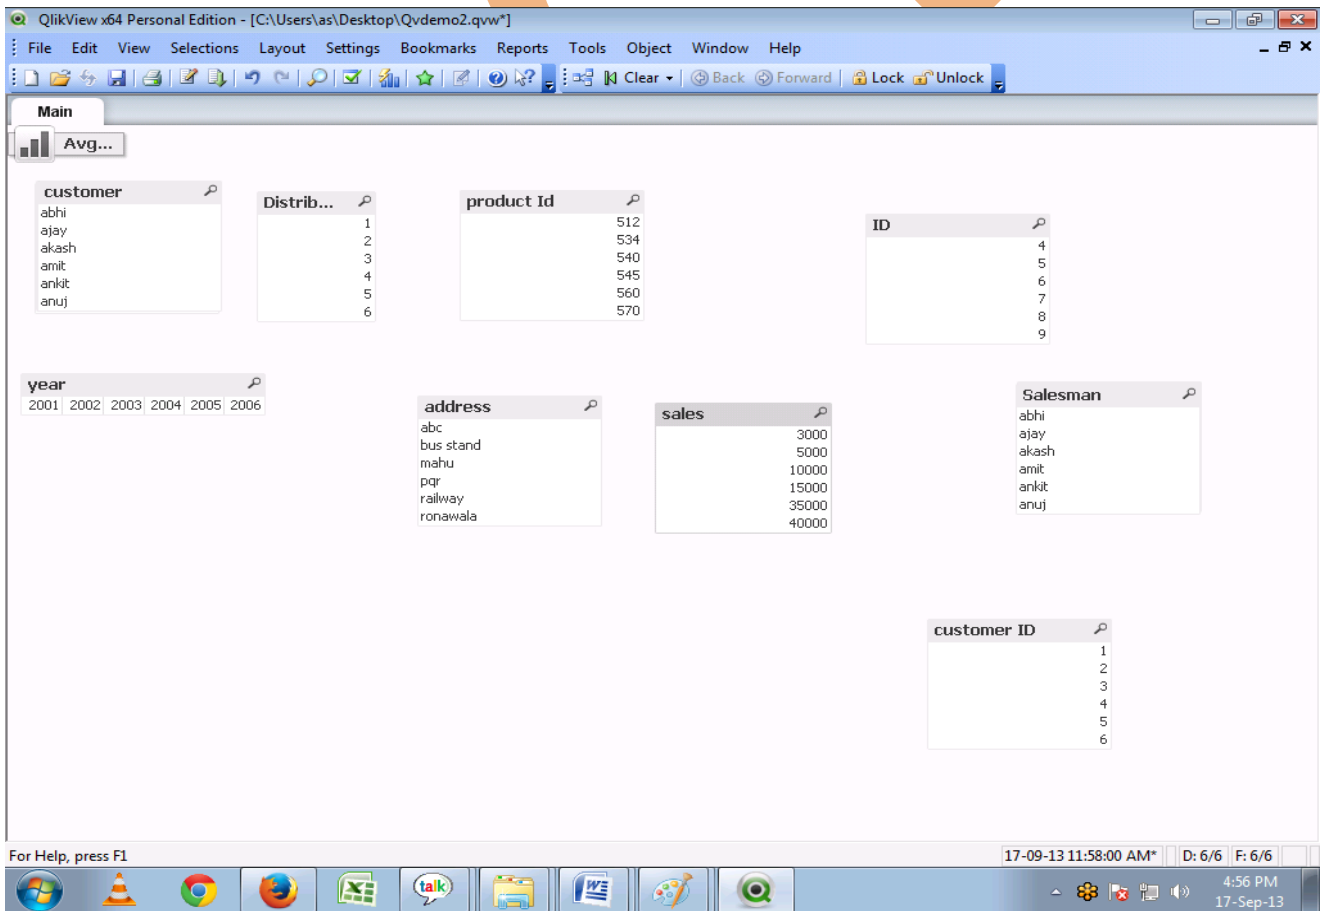 QlikView x64 Personal Edition - [C:\Users\as\Desktop\Qvdemo2.qvw*]
File Edit View Selections Layout Settings Bookmarks Reports Tools Object Window Help
Clear Back Forward Lock Unlock
Main
Avg...
customer
abhi
ajay
akash
amit
ankit
anuj
Distrib...
1
2
3
4
5
6
product Id
512
534
540
545
560
570
ID
4
5
6
7
8
9
year
2001 2002 2003 2004 2005 2006
address
abc
bus stand
mahu
pqr
railway
ronawala
sales
3000
5000
10000
15000
35000
40000
Salesman
abhi
ajay
akash
amit
ankit
anuj
customer ID
1
2
3
4
5
6
For Help, press F1
17-09-13 11:58:00 AM* D: 6/6 F: 6/6
talk
4:56 PM
17-Sep-13